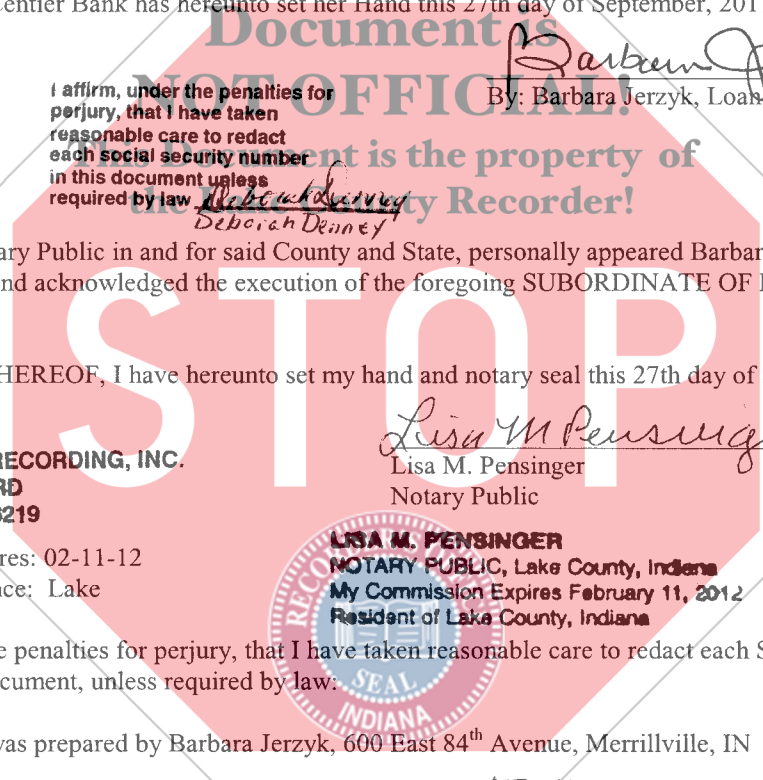 Centier Bank has hereunto set her Hand this 27th day of September, 201
Document is
NOT OFFICIAL!
This Document is the property of
the Lake County Recorder!
I affirm, under the penalties for
perjury, that I have taken
reasonable care to redact
each social security number
in this document unless
required by law Deborah Denney
Deborah Denney
Barbara J
By: Barbara Jerzyk, Loan
ary Public in and for said County and State, personally appeared Barbar
nd acknowledged the execution of the foregoing SUBORDINATE OF
STOP
HEREOF, I have hereunto set my hand and notary seal this 27th day of
Lisa M Pensinger
Lisa M. Pensinger
Notary Public
RECORDING, INC.
RD
6219
res: 02-11-12
nce: Lake
LISA M. PENSINGER
NOTARY PUBLIC, Lake County, Indiana
My Commission Expires February 11, 2012
Resident of Lake County, Indiana
RECORDER
SEAL
INDIANA
e penalties for perjury, that I have taken reasonable care to redact each S
ocument, unless required by law:
was prepared by Barbara Jerzyk, 600 East 84th Avenue, Merrillville, IN